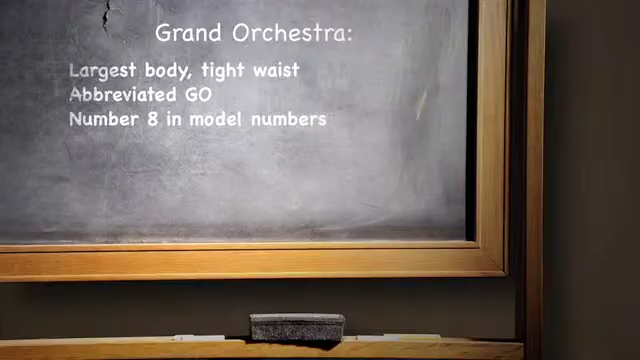 Grand Orchestra:
Largest body, tight waist
Abbreviated GO
Number 8 in model numbers